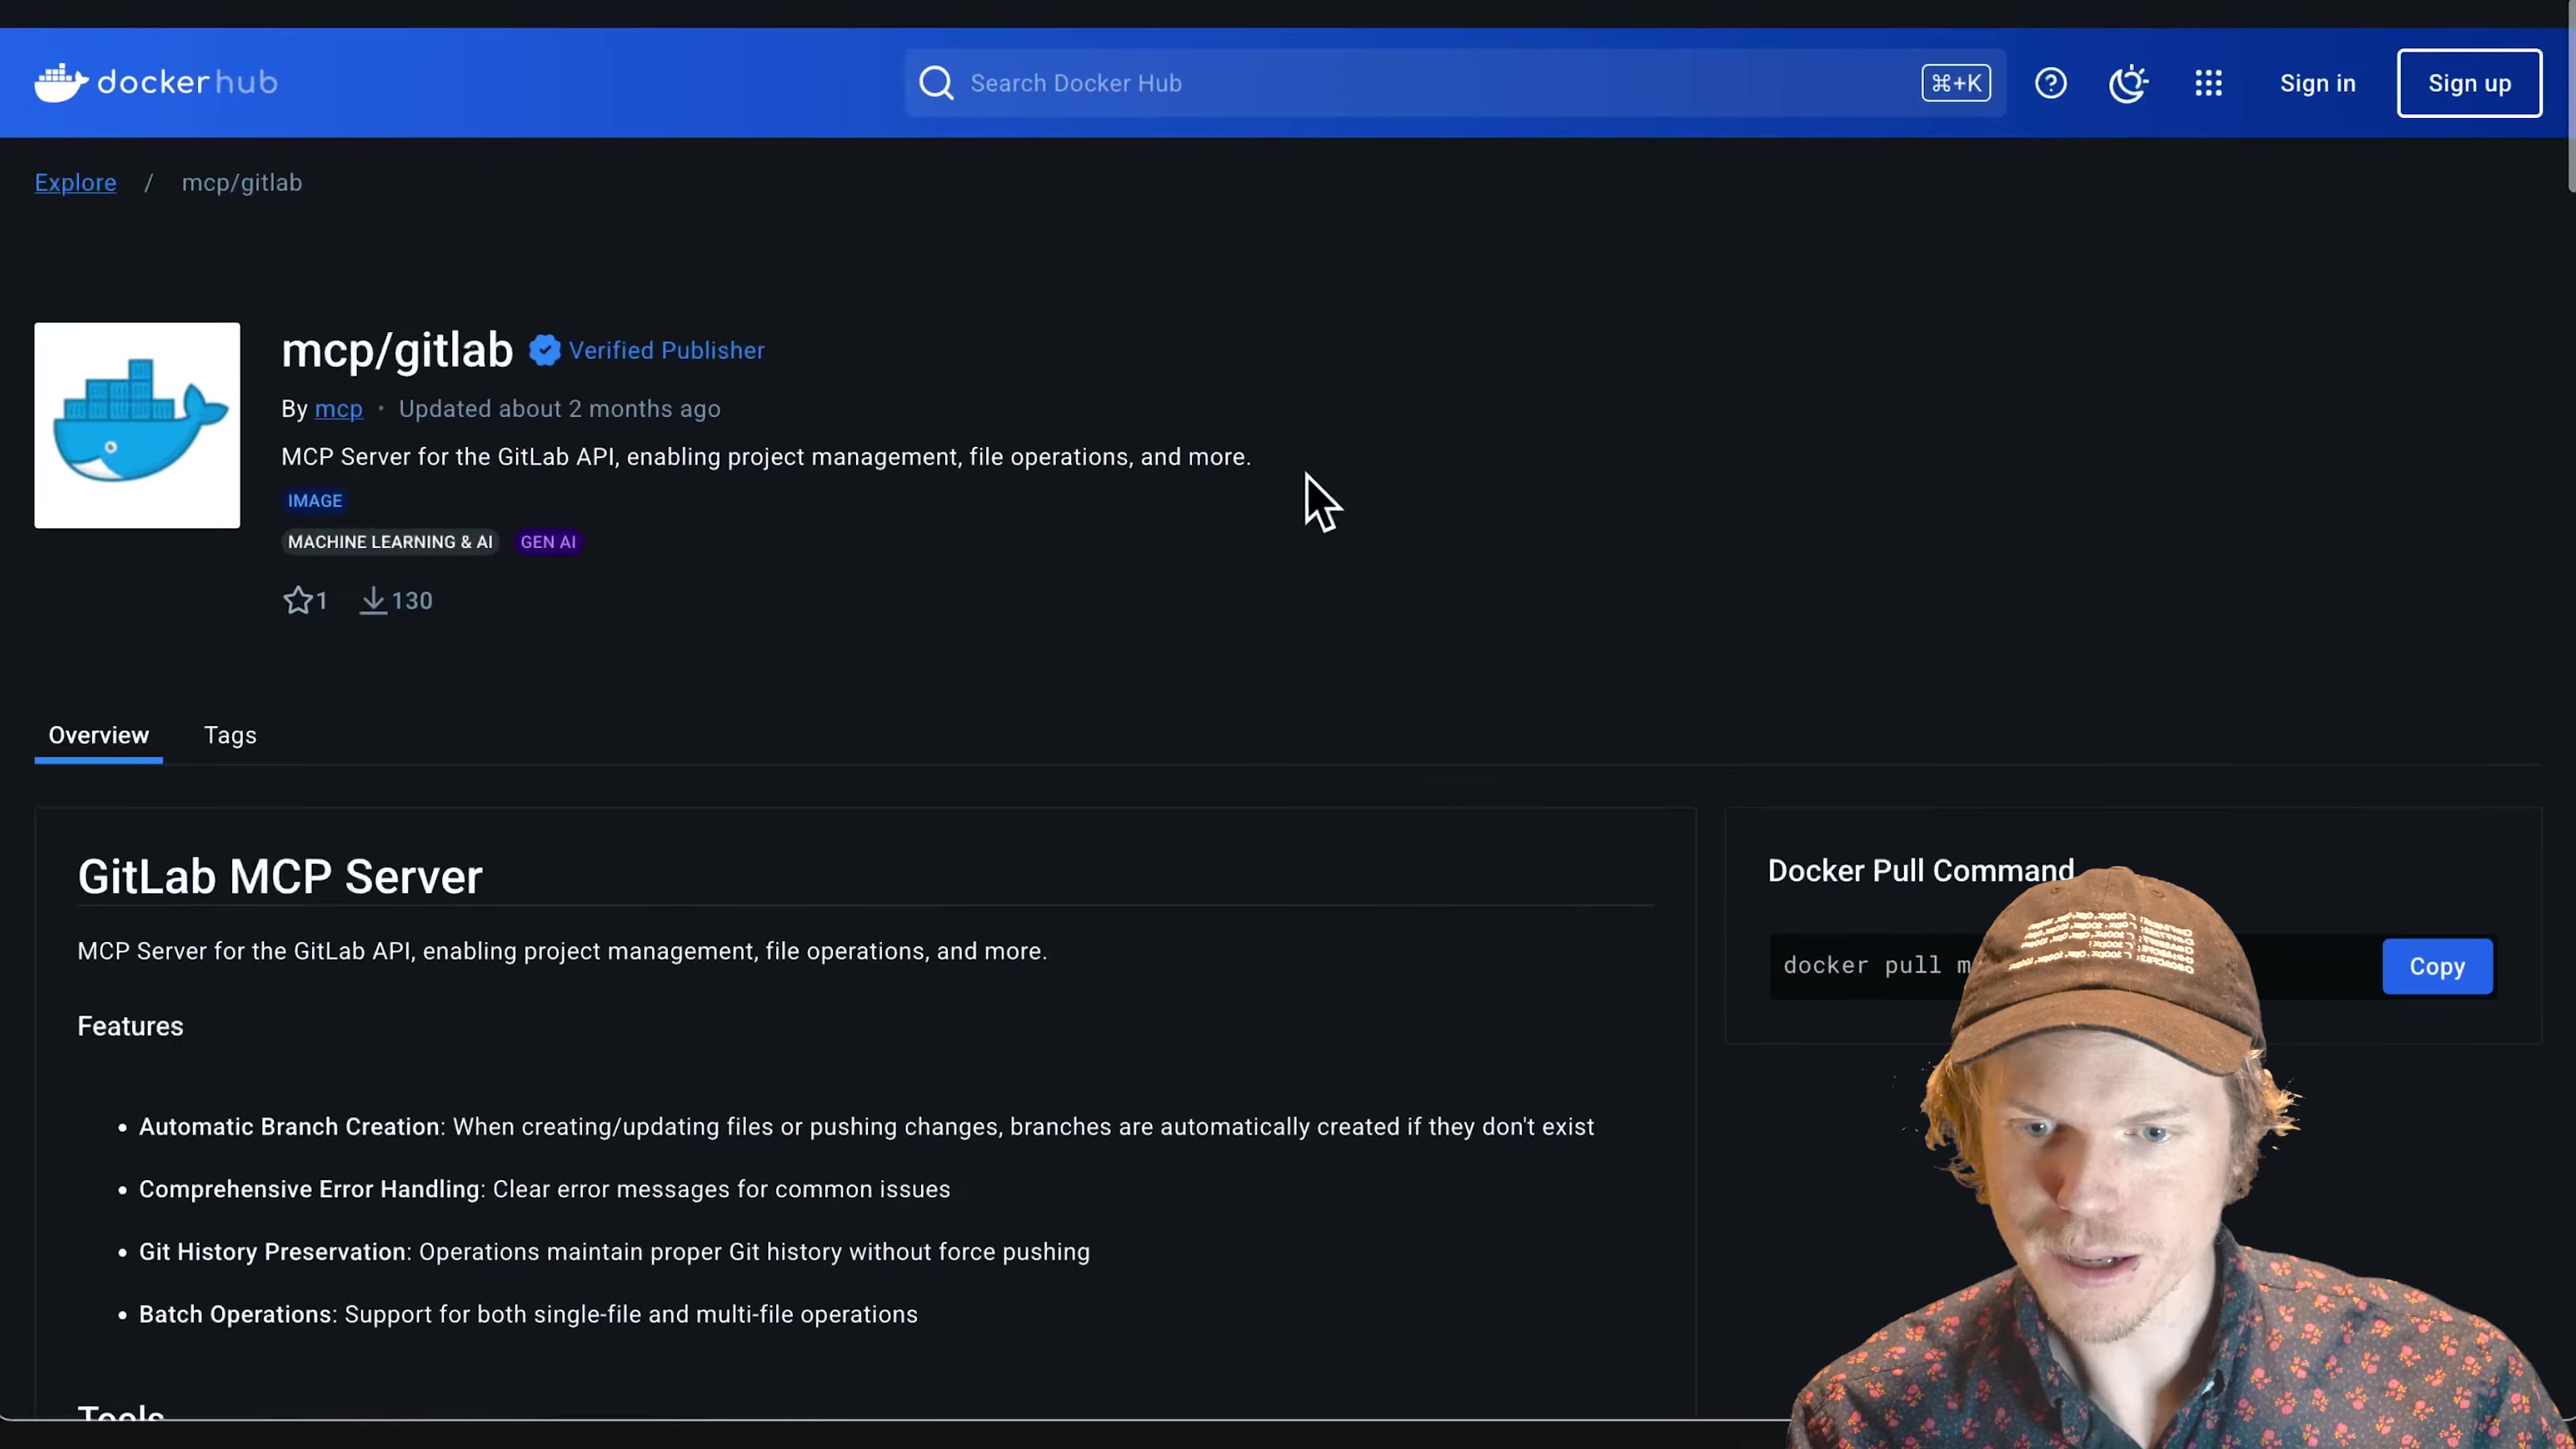 dockerhub
Search Docker Hub
⌘+K
Sign in
Sign up
Explore / mcp/gitlab
mcp/gitlab Verified Publisher
By mcp · Updated about 2 months ago
MCP Server for the GitLab API, enabling project management, file operations, and more.
IMAGE
MACHINE LEARNING & AI GEN AI
1 130
Overview Tags
GitLab MCP Server
MCP Server for the GitLab API, enabling project management, file operations, and more.
Features
• Automatic Branch Creation: When creating/updating files or pushing changes, branches are automatically created if they don't exist
• Comprehensive Error Handling: Clear error messages for common issues
• Git History Preservation: Operations maintain proper Git history without force pushing
• Batch Operations: Support for both single-file and multi-file operations
Tools
Docker Pull Command
docker pull m
Copy